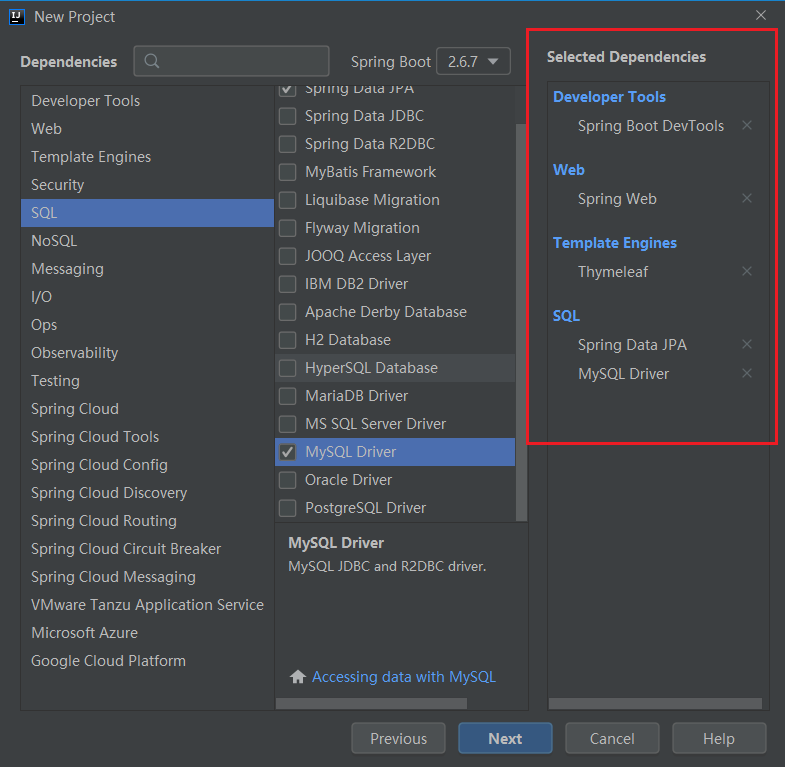 New Project
Dependencies
Spring Boot 2.6.7
Developer Tools
Web
Template Engines
Security
SQL
NoSQL
Messaging
I/O
Ops
Observability
Testing
Spring Cloud
Spring Cloud Tools
Spring Cloud Config
Spring Cloud Discovery
Spring Cloud Routing
Spring Cloud Circuit Breaker
Spring Cloud Messaging
VMware Tanzu Application Service
Microsoft Azure
Google Cloud Platform
Spring Data JPA
Spring Data JDBC
Spring Data R2DBC
MyBatis Framework
Liquibase Migration
Flyway Migration
JOOQ Access Layer
IBM DB2 Driver
Apache Derby Database
H2 Database
HyperSQL Database
MariaDB Driver
MS SQL Server Driver
MySQL Driver
Oracle Driver
PostgreSQL Driver
MySQL Driver
MySQL JDBC and R2DBC driver.
Accessing data with MySQL
Selected Dependencies
Developer Tools
Spring Boot DevTools
Web
Spring Web
Template Engines
Thymeleaf
SQL
Spring Data JPA
MySQL Driver
Previous
Next
Cancel
Help